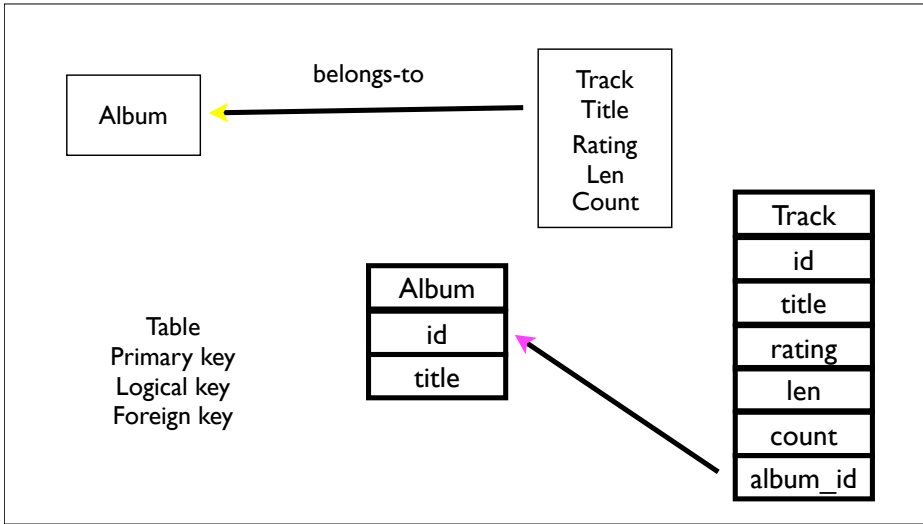 belongs-to
Album
Track
Title
Rating
Len
Count
Table
Primary key
Logical key
Foreign key
Album
id
title
Track
id
title
rating
len
count
album_id